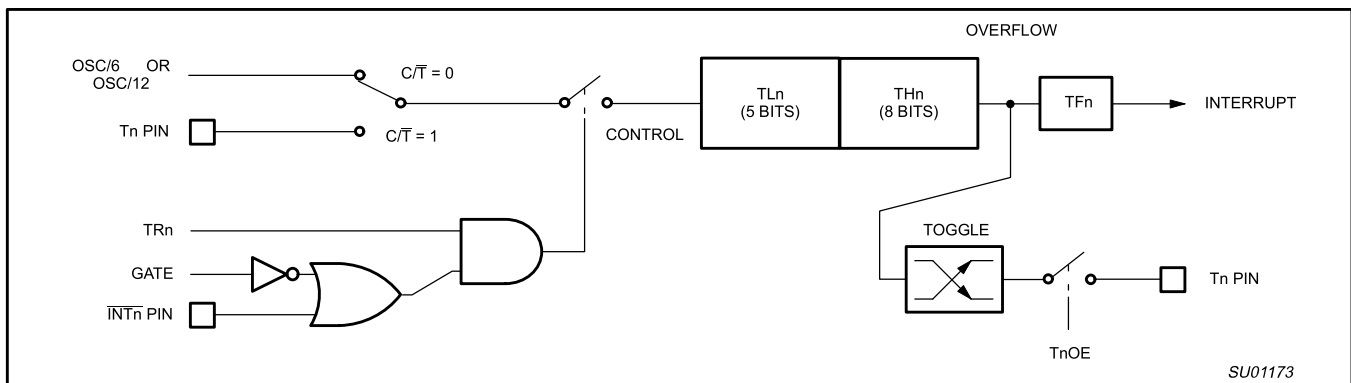 OVERFLOW
OSC/6 OR
OSC/12
C/T̅ = 0
TLn
(5 BITS)
THn
(8 BITS)
TFn
INTERRUPT
Tn PIN
C/T̅ = 1
CONTROL
TRn
TOGGLE
GATE
Tn PIN
I̅N̅T̅n̅ PIN
TnOE
SU01173